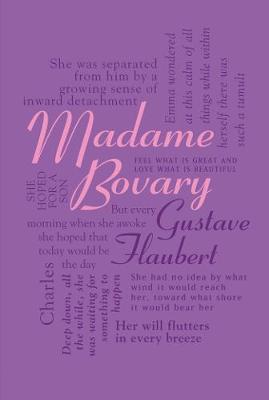 She was separated
from him by a
growing sense of
inward detachment
Emma wondered
at this calm of all
things while within
herself there was
such a tumult
Madame
Bovary
FEEL WHAT IS GREAT AND
LOVE WHAT IS BEAUTIFUL
SHE
HOPED
FOR A
SON
But every
morning when she awoke
she hoped that
today would be
the day
Gustave
Flaubert
Charles
Deep down, all
the while, she
was waiting for
something to
happen
She had no idea by what
wind it would reach
her, toward what shore
it would bear her
Her will flutters
in every breeze